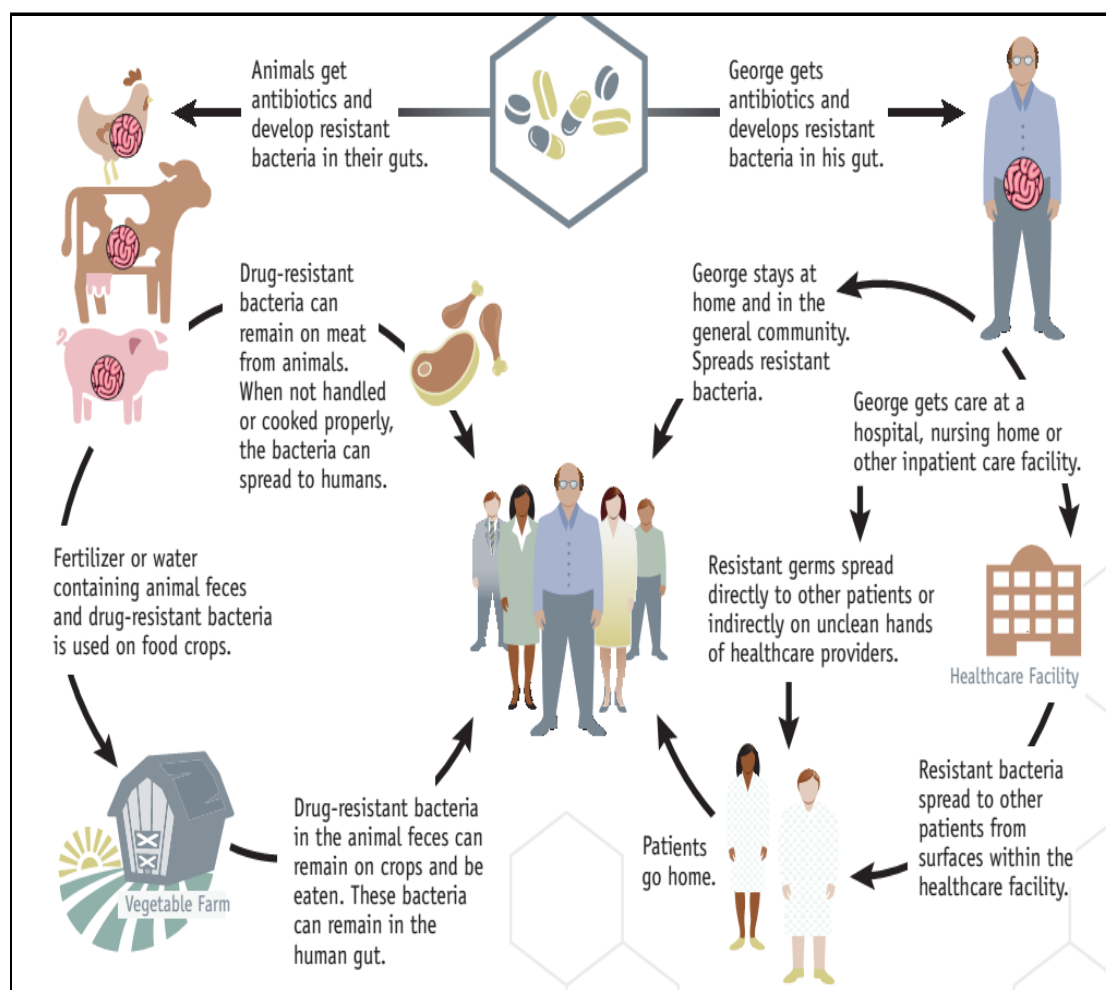 Animals get
antibiotics and
develop resistant
bacteria in their guts.
George gets
antibiotics and
develops resistant
bacteria in his gut.
Drug-resistant
bacteria can
remain on meat
from animals.
When not handled
or cooked properly,
the bacteria can
spread to humans.
George stays at
home and in the
general community.
Spreads resistant
bacteria.
George gets care at a
hospital, nursing home or
other inpatient care facility.
Fertilizer or water
containing animal feces
and drug-resistant bacteria
is used on food crops.
Resistant germs spread
directly to other patients or
indirectly on unclean hands
of healthcare providers.
Healthcare Facility
Vegetable Farm
Drug-resistant bacteria
in the animal feces can
remain on crops and be
eaten. These bacteria
can remain in the
human gut.
Patients
go home.
Resistant bacteria
spread to other
patients from
surfaces within the
healthcare facility.